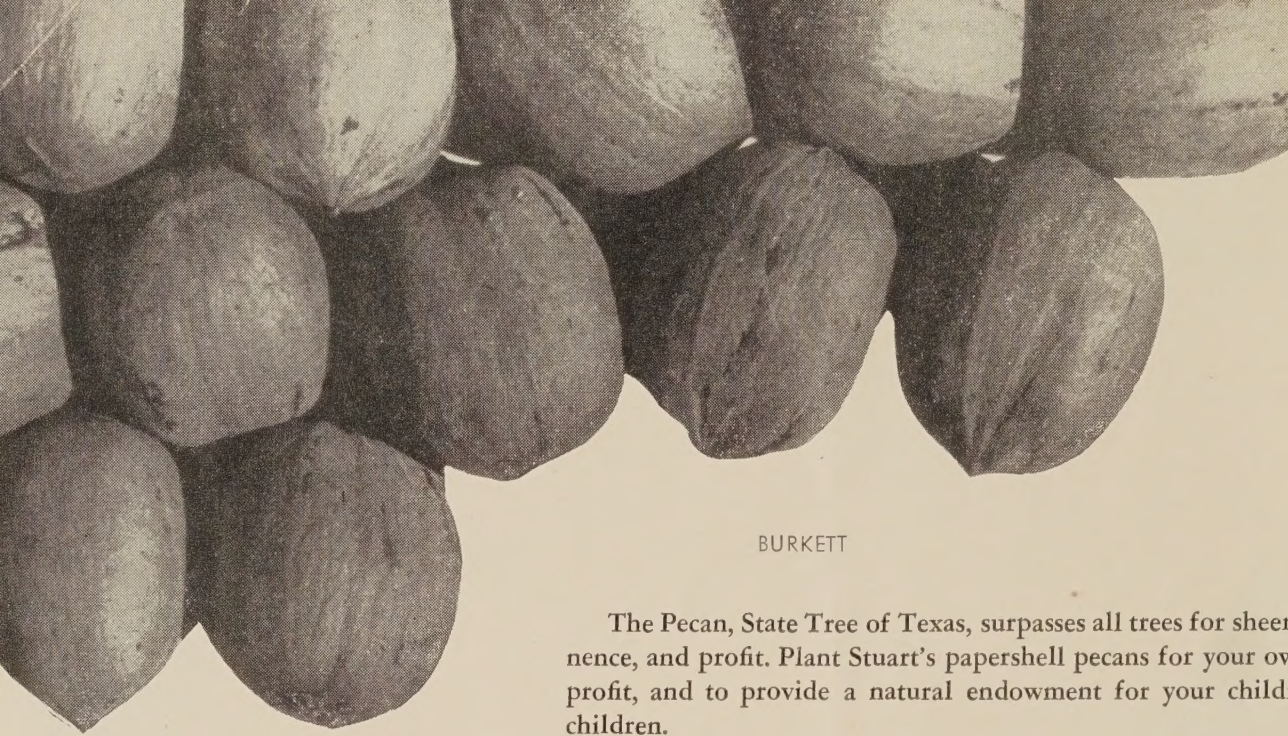 BURKETT
The Pecan, State Tree of Texas, surpasses all trees for sheer
nence, and profit. Plant Stuart's papershell pecans for your
profit, and to provide a natural endowment for your child
children.